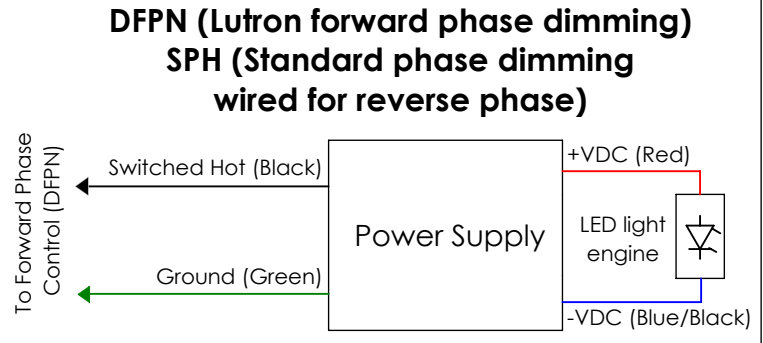 DFPN (Lutron forward phase dimming)
SPH (Standard phase dimming
wired for reverse phase)
To Forward Phase
Control (DFPN)
Switched Hot (Black)
Ground (Green)
Power Supply
+VDC (Red)
LED light
engine
-VDC (Blue/Black)